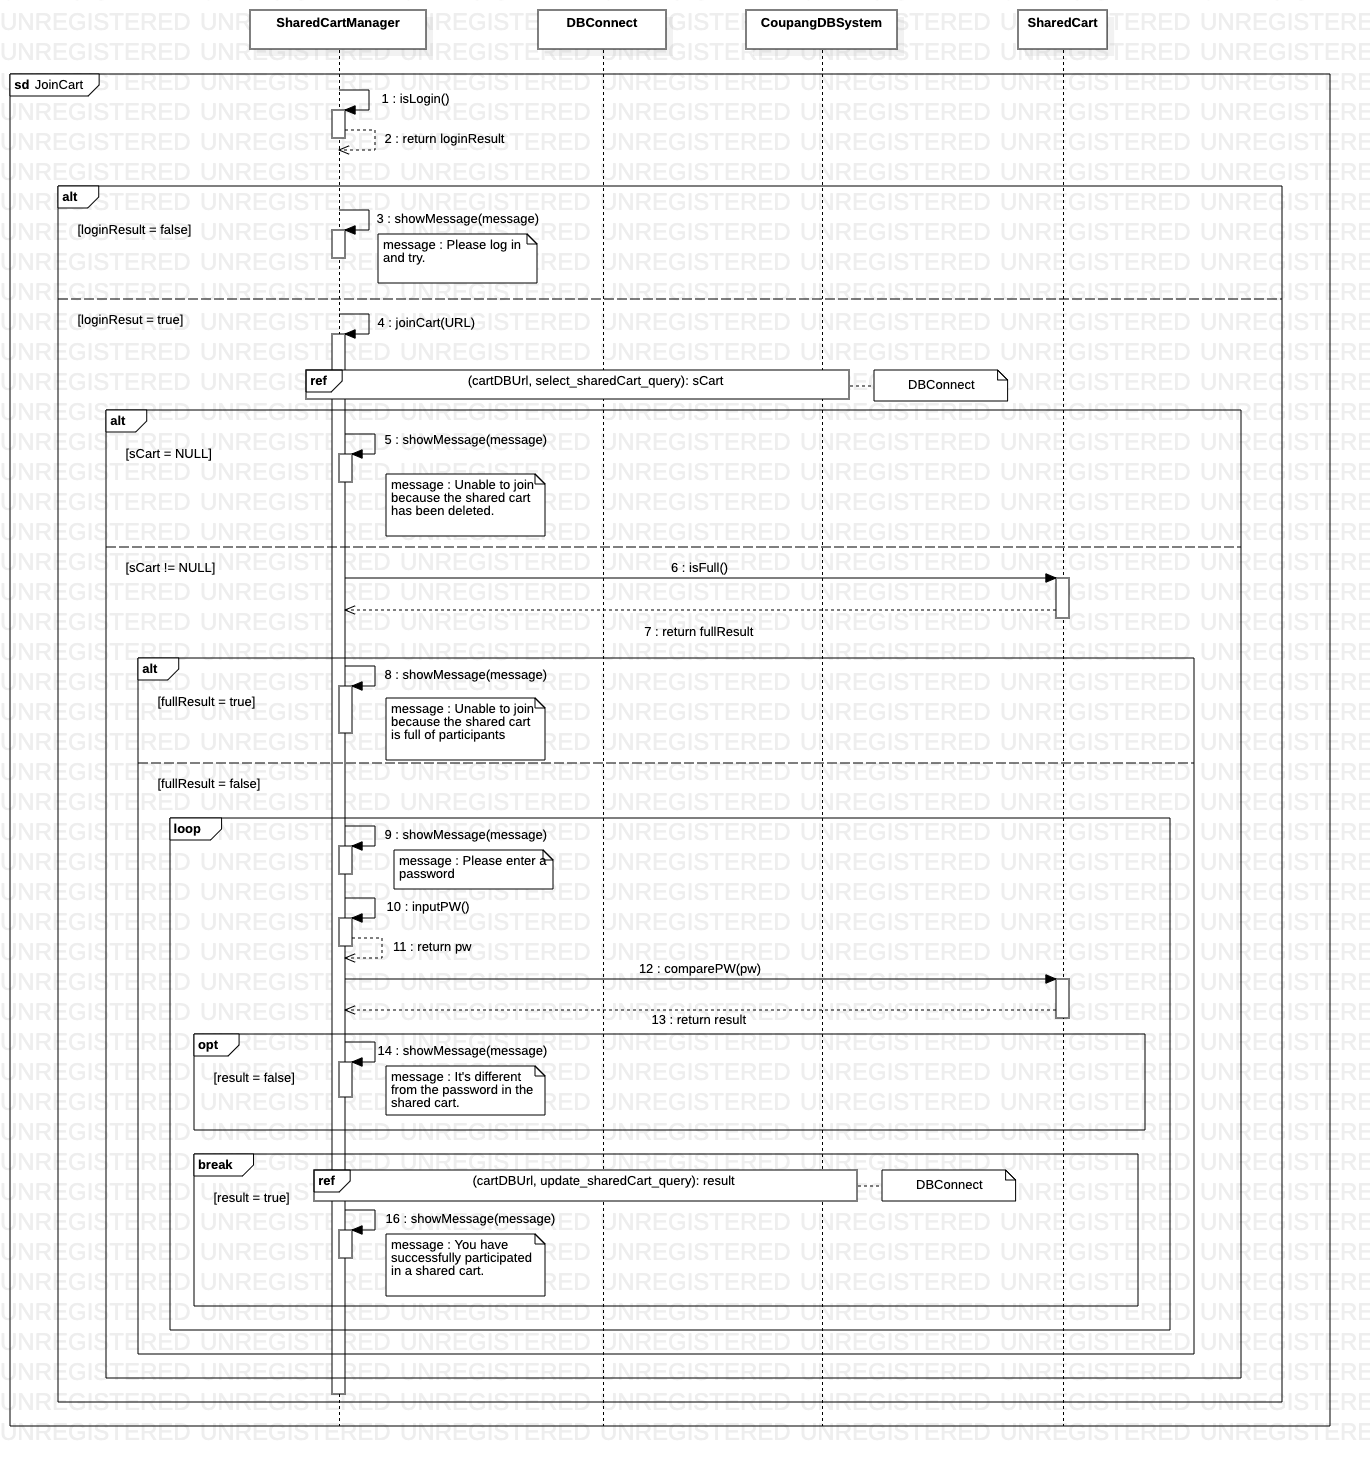 SharedCartManager
DBConnect
CoupangDBSystem
SharedCart
sd JoinCart
1 : isLogin()
2 : return loginResult
alt
[loginResult = false]
3 : showMessage(message)
message : Please log in
and try.
[loginResut = true]
4 : joinCart(URL)
ref
(cartDBUrl, select_sharedCart_query): sCart
DBConnect
alt
[sCart = NULL]
5 : showMessage(message)
message : Unable to join
because the shared cart
has been deleted.
[sCart != NULL]
6 : isFull()
7 : return fullResult
alt
[fullResult = true]
8 : showMessage(message)
message : Unable to join
because the shared cart
is full of participants
[fullResult = false]
loop
9 : showMessage(message)
message : Please enter a
password
10 : inputPW()
11 : return pw
12 : comparePW(pw)
13 : return result
opt
[result = false]
14 : showMessage(message)
message : It's different
from the password in the
shared cart.
break
[result = true]
ref
(cartDBUrl, update_sharedCart_query): result
DBConnect
16 : showMessage(message)
message : You have
successfully participated
in a shared cart.
UNREGISTERED